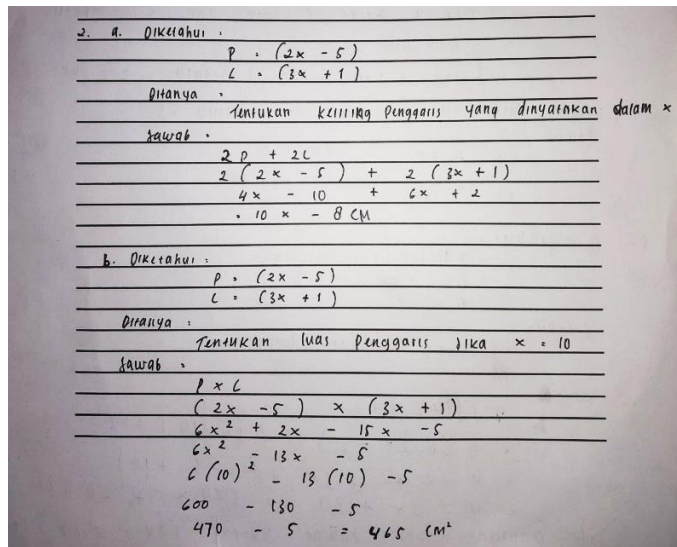 2. a. Diketahui :
P = (2x - 5)
L = (3x + 1)
Ditanya :
Tentukan keliling Penggaris yang dinyatakan dalam x
Jawab :
2P + 2L
2 (2x - 5) + 2 (3x + 1)
4x - 10 + 6x + 2
= 10x - 8 CM
b. Diketahui :
P = (2x - 5)
L = (3x + 1)
Ditanya :
Tentukan luas Penggaris Jika x = 10
Jawab :
P x L
(2x - 5) x (3x + 1)
6x² + 2x - 15x - 5
6x² - 13x - 5
6(10)² - 13(10) - 5
600 - 130 - 5
470 - 5 = 465 CM²